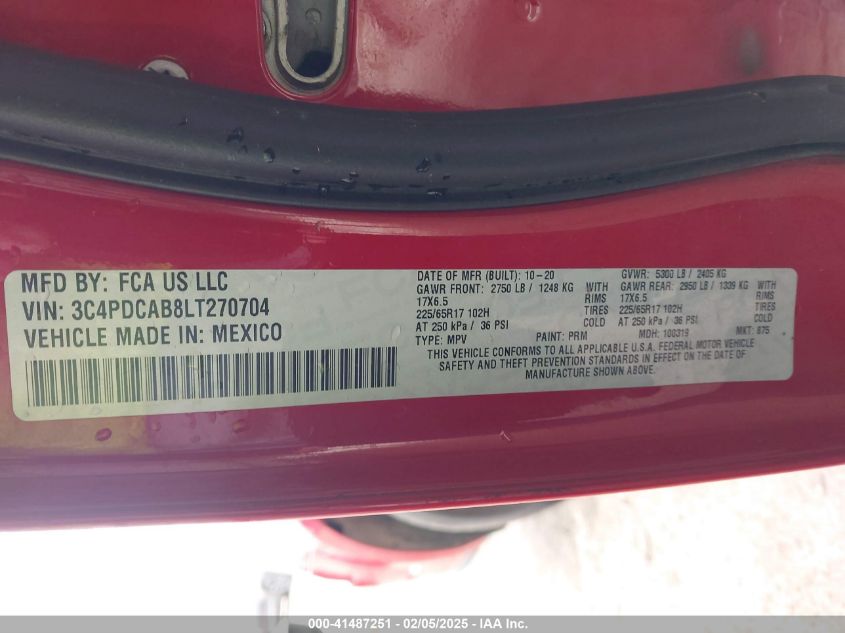 MFD BY: FCA US LLC
VIN: 3C4PDCAB8LT270704
VEHICLE MADE IN: MEXICO
DATE OF MFR (BUILT): 10-20 GVWR: 5300 LB / 2405 KG
GAWR FRONT: 2750 LB / 1248 KG WITH GAWR REAR: 2950 LB / 1339 KG WITH
17X6.5 RIMS 17X6.5 RIMS
225/65R17 102H TIRES 225/65R17 102H TIRES
AT 250 kPa / 36 PSI COLD AT 250 kPa / 36 PSI COLD
TYPE: MPV PAINT: PRM MDH: 100319 MKT: 875
THIS VEHICLE CONFORMS TO ALL APPLICABLE U.S.A. FEDERAL MOTOR VEHICLE
SAFETY AND THEFT PREVENTION STANDARDS IN EFFECT ON THE DATE OF
MANUFACTURE SHOWN ABOVE.
000-41487251 - 02/05/2025 - IAA Inc.